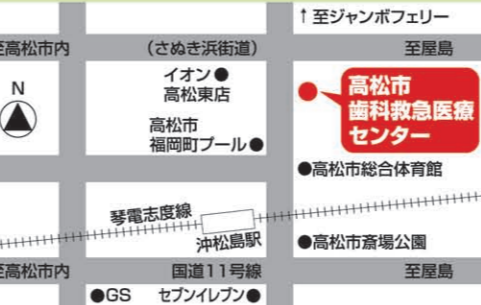 ↑至ジャンボフェリー
至高松市内
(さぬき浜街道)
至屋島
N
イオン●
高松東店
高松市
福岡町プール●
高松市
歯科救急医療
センター
●高松市総合体育館
琴電志度線
沖松島駅
●高松市斎場公園
至高松市内
国道11号線
至屋島
●GS
セブンイレブン●